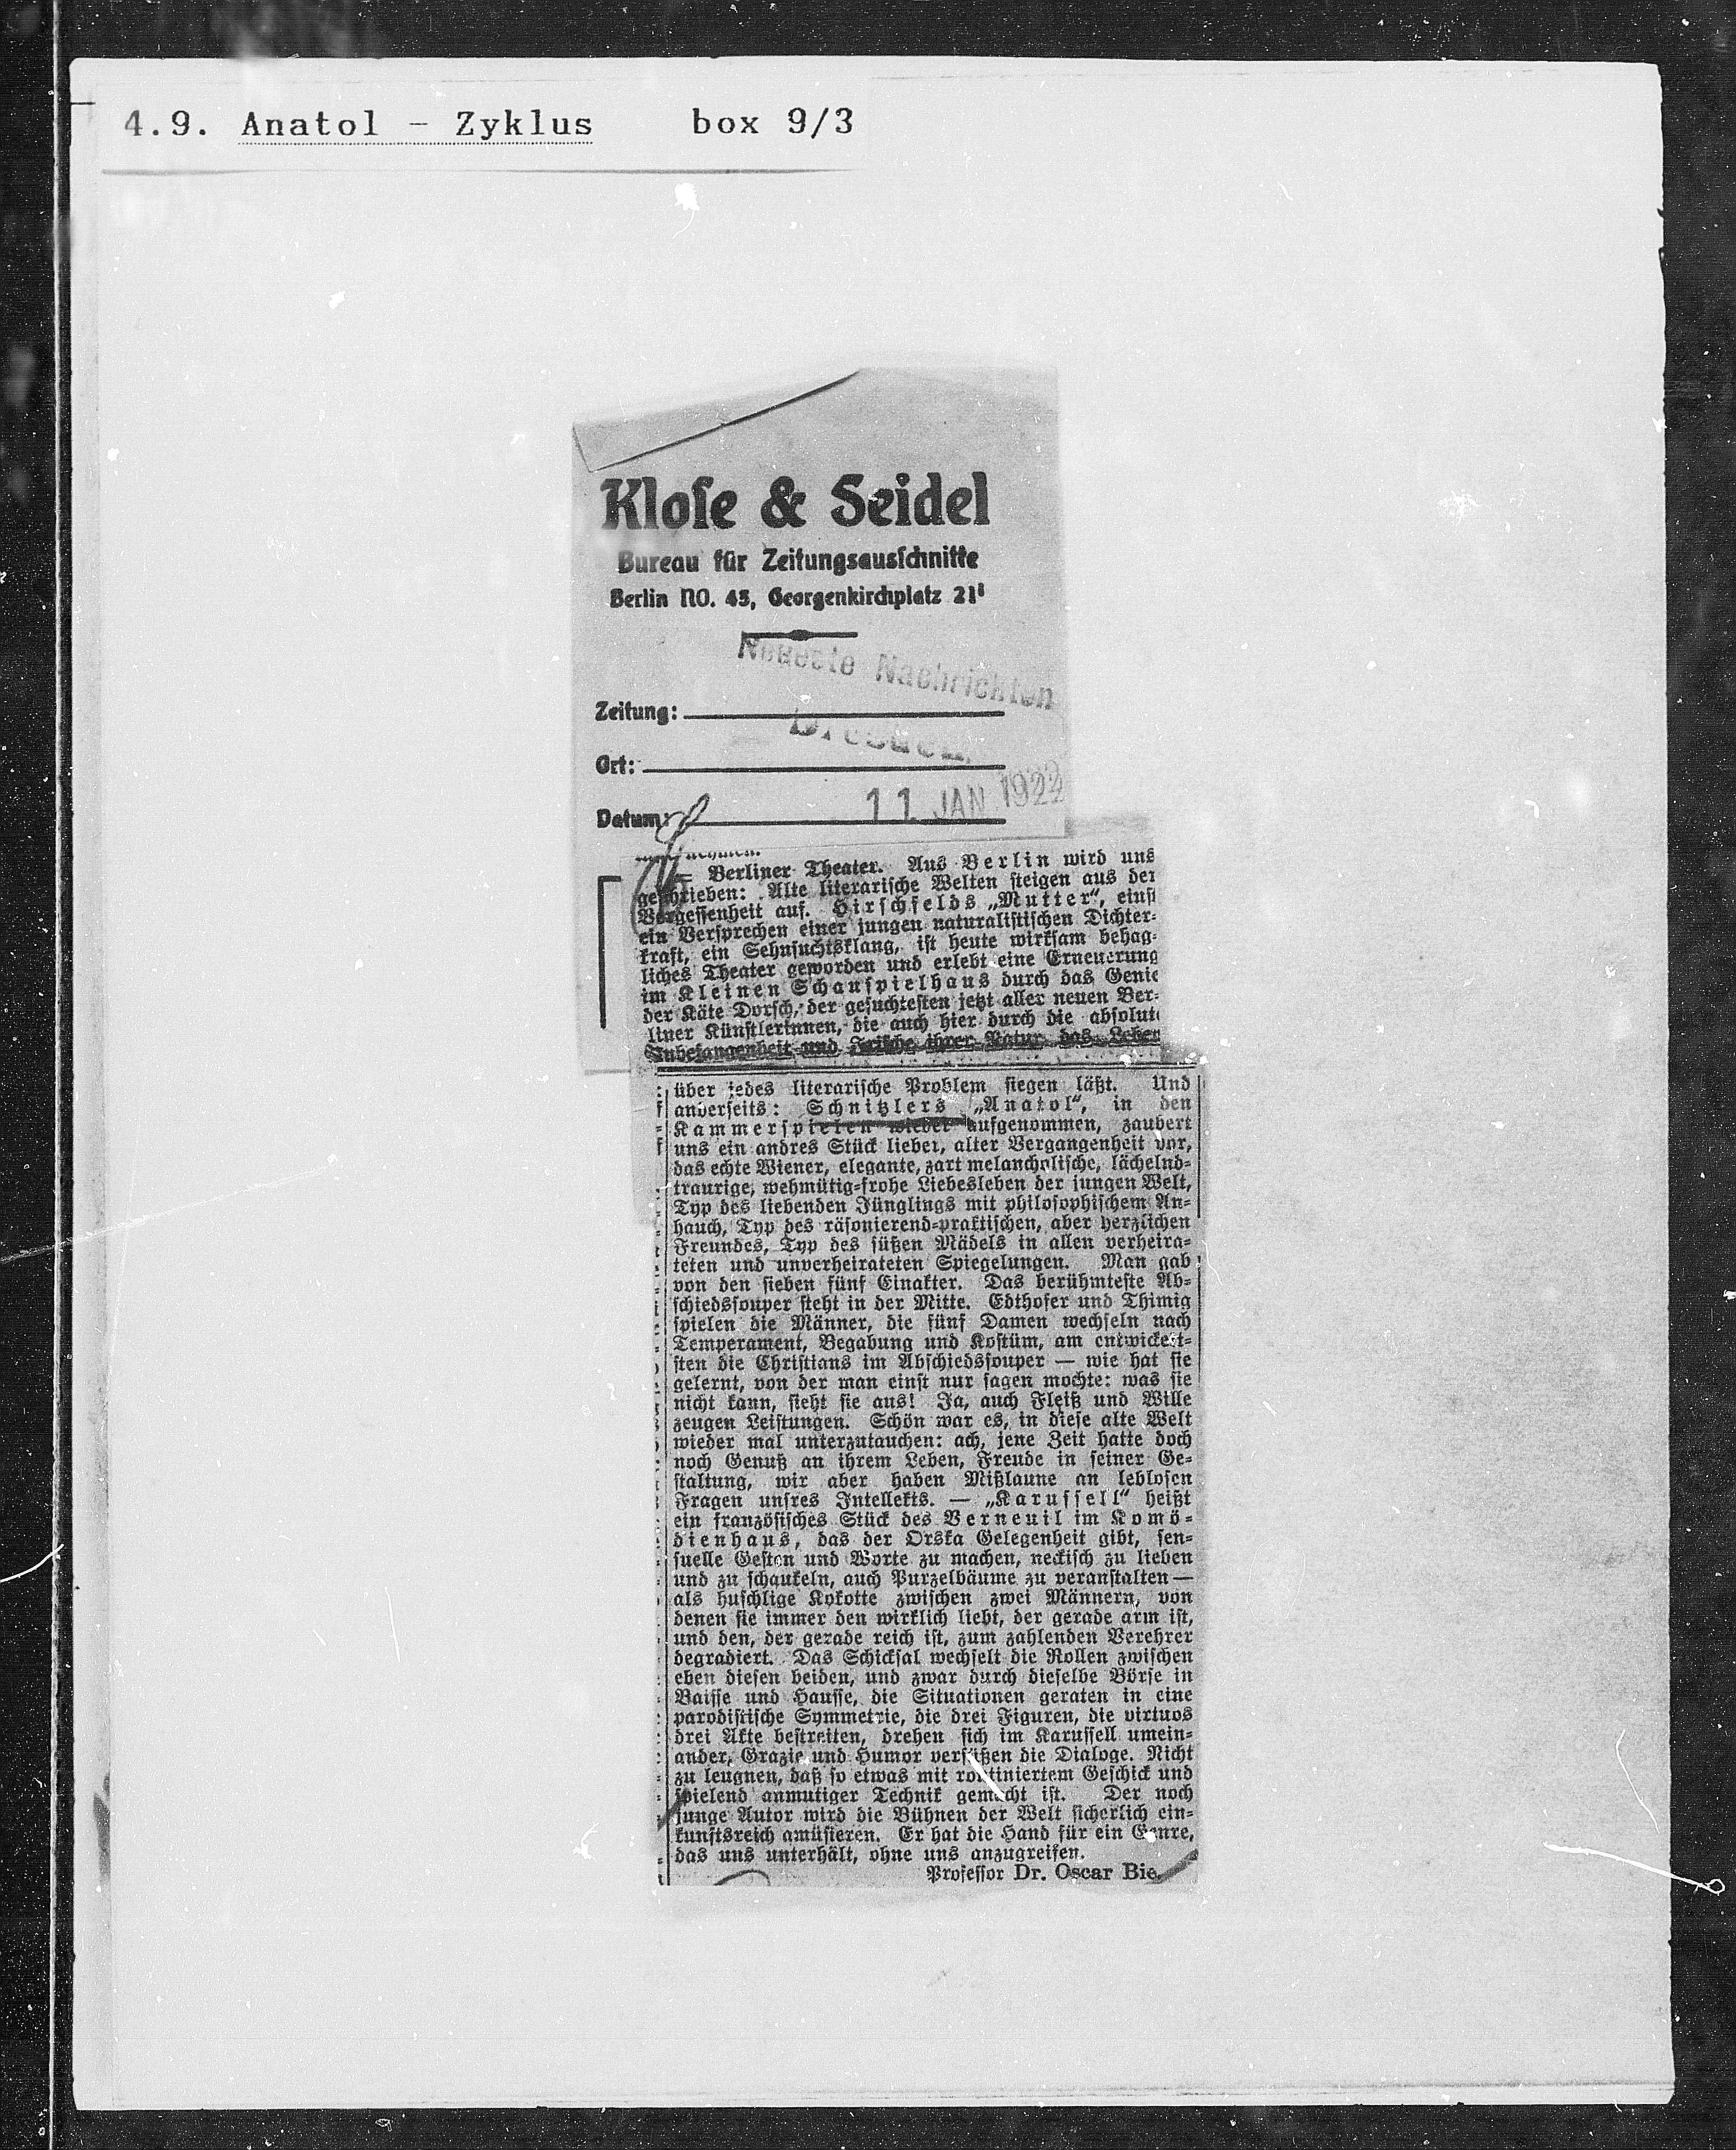 4.9. Anatol - Zyklus box 9/3
Klose & Seidel
Bureau für Zeitungsausschnitte
Berlin NO. 43, Georgenkirchplatz 21
Neueste Nachrichten
Zeitung:
Dresden.
Ort:
Datum: 11. JAN. 1922
= Berliner Theater. Aus Berlin wird uns
geschrieben: Alte literarische Welten steigen aus der
Vergessenheit auf. Hirschfelds „Mutter“, einst
ein Versprechen einer jungen naturalistischen Dichter-
kraft, ein Sehnsuchtsklang, ist heute wirksam behag-
liches Theater geworden und erlebt eine Erneuerung
im Kleinen Schauspielhaus durch das Genie
der Käte Dorsch, der gesuchtesten jetzt aller neuen Ber-
liner Künstlerinnen, die auch hier durch die absolute
Unbefangenheit und Frische ihrer Natur das Leben
über jedes literarische Problem siegen läßt. Und
anderseits: Schnitzlers „Anatol“, in den
Kammerspielen wieder aufgenommen, zaubert
uns ein andres Stück lieber, alter Vergangenheit vor,
das echte Wiener, elegante, zart melancholische, lächelnd-
traurige, wehmütig-frohe Liebesleben der jungen Welt,
Typ des liebenden Jünglings mit philosophischem An-
hauch, Typ des räsonierend-praktischen, aber herzlichen
Freundes, Typ des süßen Mädels in allen verheira-
teten und unverheirateten Spiegelungen. Man gab
von den sieben fünf Einakter. Das berühmteste Ab-
schiedssouper steht in der Mitte. Edthofer und Thimig
spielen die Männer, die fünf Damen wechseln nach
Temperament, Begabung und Kostüm, am entwickelt-
sten die Christians im Abschiedssouper — wie hat sie
gelernt, von der man einst nur sagen mochte: was sie
nicht kann, sieht sie aus! Ja, auch Fleiß und Wille
zeugen Leistungen. Schön war es, in diese alte Welt
wieder mal unterzutauchen: ach, jene Zeit hatte doch
noch Genuß an ihrem Leben, Freude in seiner Ge-
staltung, wir aber haben Mißlaune an leblosen
Fragen unsres Intellekts. — „Karussell“ heißt
ein französisches Stück des Verneuil im Komö-
dienhaus, das der Orska Gelegenheit gibt, sen-
suelle Gesten und Worte zu machen, neckisch zu lieben
und zu schaukeln, auch Purzelbäume zu veranstalten —
als huschlige Kokotte zwischen zwei Männern, von
denen sie immer den wirklich liebt, der gerade arm ist,
und den, der gerade reich ist, zum zahlenden Verehrer
degradiert. Das Schicksal wechselt die Rollen zwischen
eben diesen beiden, und zwar durch dieselbe Börse in
Baisse und Hausse, die Situationen geraten in eine
parodistische Symmetrie, die drei Figuren, die virtuos
drei Akte bestreiten, drehen sich im Karussell umein-
ander, Grazie und Humor versüßen die Dialoge. Nicht
zu leugnen, daß so etwas mit routiniertem Geschick und
spielend anmutiger Technik gemacht ist. Der noch
junge Autor wird die Bühnen der Welt sicherlich ein-
kunftsreich amüsieren. Er hat die Hand für ein Genre,
das uns unterhält, ohne uns anzugreifen.
Professor Dr. Oscar Bie.